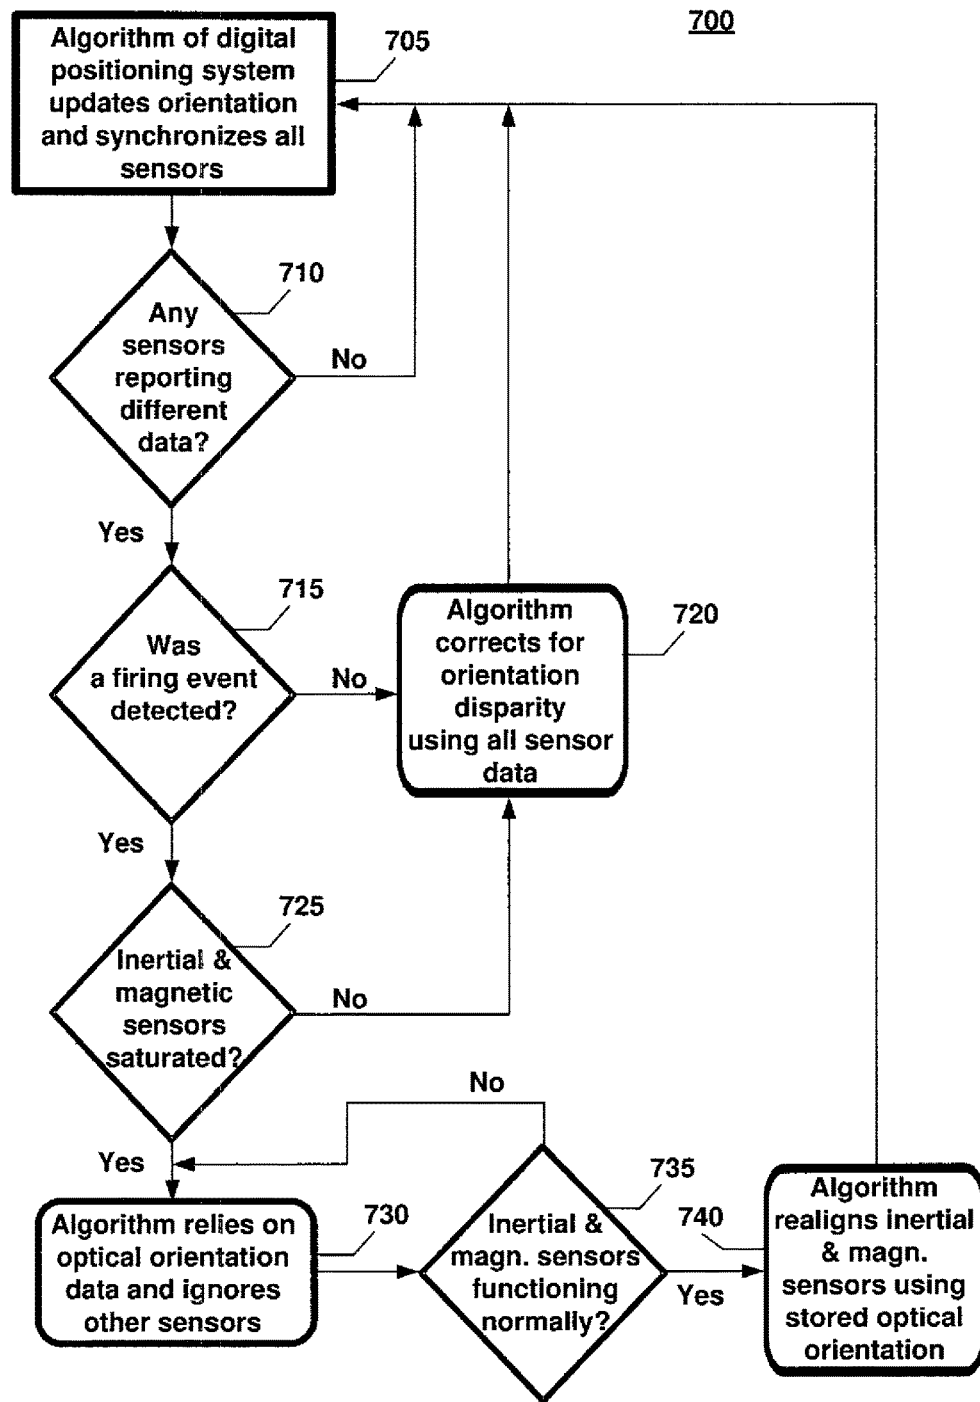 700
Algorithm of digital
positioning system
updates orientation
and synchronizes all
sensors
705
710
Any
sensors
reporting
different
data?
No
Yes
715
Was
a firing event
detected?
No
Algorithm
corrects for
orientation
disparity
using all sensor
data
720
Yes
725
Inertial &
magnetic
sensors
saturated?
No
No
Yes
Algorithm relies on
optical orientation
data and ignores
other sensors
730
735
Inertial &
magn. sensors
functioning
normally?
Yes
740
Algorithm
realigns inertial
& magn.
sensors using
stored optical
orientation